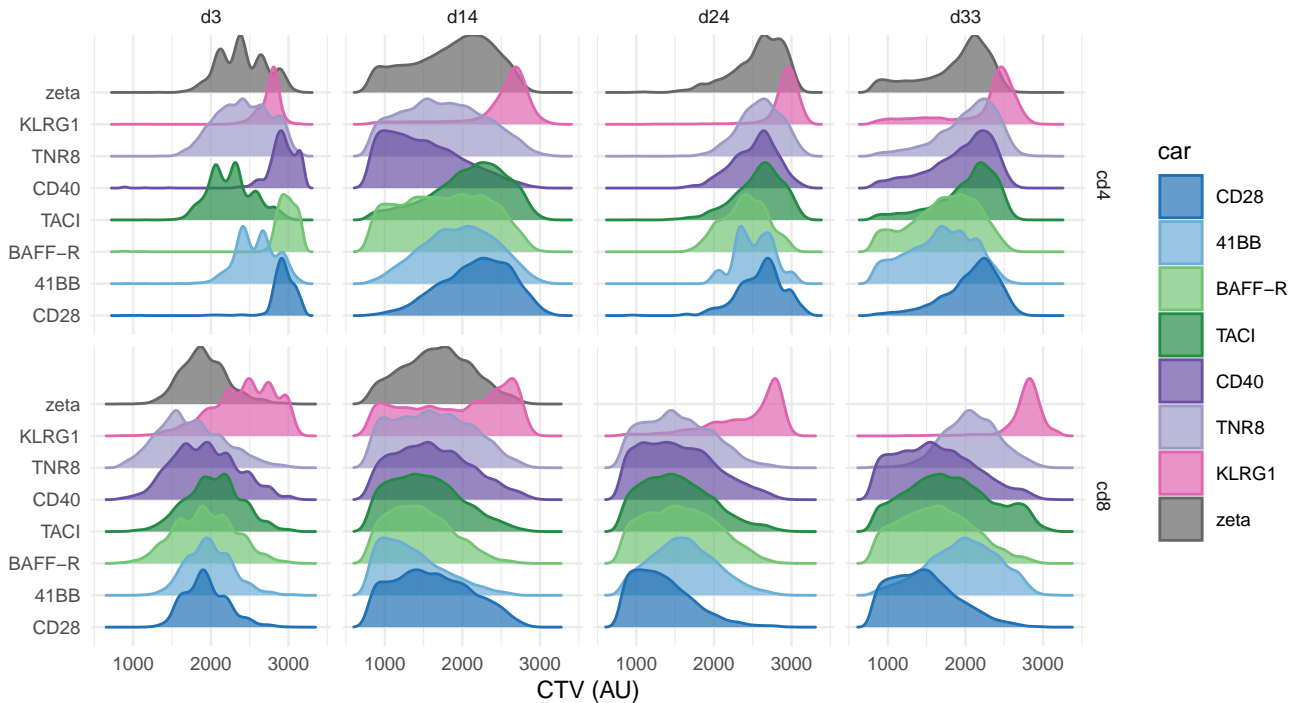 d3 d14 d24 d33
zeta
KLRG1
TNR8
CD40
TACI
BAFF−R
41BB
CD28
cd4
zeta
KLRG1
TNR8
CD40
TACI
BAFF−R
41BB
CD28
cd8
1000 2000 3000 1000 2000 3000 1000 2000 3000 1000 2000 3000
CTV (AU)
car
CD28
41BB
BAFF−R
TACI
CD40
TNR8
KLRG1
zeta